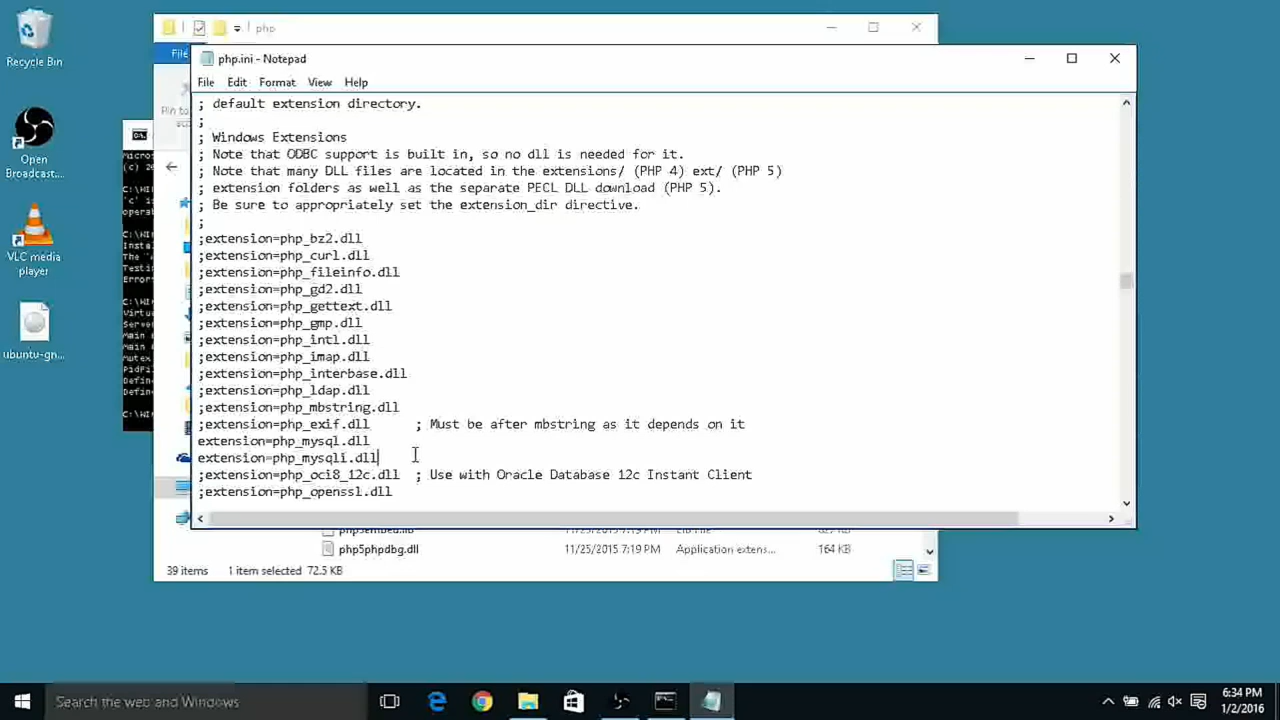 Recycle Bin
php
File
php.ini - Notepad
File Edit Format View Help
; default extension directory.
;
; Windows Extensions
; Note that ODBC support is built in, so no dll is needed for it.
; Note that many DLL files are located in the extensions/ (PHP 4) ext/ (PHP 5)
; extension folders as well as the separate PECL DLL download (PHP 5).
; Be sure to appropriately set the extension_dir directive.
;
;extension=php_bz2.dll
;extension=php_curl.dll
;extension=php_fileinfo.dll
;extension=php_gd2.dll
;extension=php_gettext.dll
;extension=php_gmp.dll
;extension=php_intl.dll
;extension=php_imap.dll
;extension=php_interbase.dll
;extension=php_ldap.dll
;extension=php_mbstring.dll
;extension=php_exif.dll ; Must be after mbstring as it depends on it
extension=php_mysql.dll
extension=php_mysqli.dll
;extension=php_oci8_12c.dll ; Use with Oracle Database 12c Instant Client
;extension=php_openssl.dll
Open
Broadcast...
VLC media
player
ubuntu-gn...
Pin to
php5phpdbg.dll 11/25/2015 7:19 PM Application extens... 164 KB
39 items 1 item selected 72.5 KB
Search the web and Windows
6:34 PM
1/2/2016